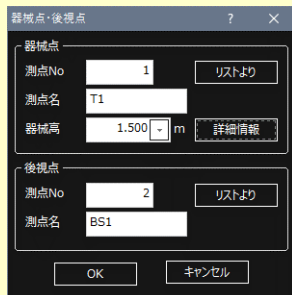 器械点・後視点 ? ×
器械点
測点No 1 リストより
測点名 T1
器械高 1.500 m 詳細情報
後視点
測点No 2 リストより
測点名 BS1
OK キャンセル